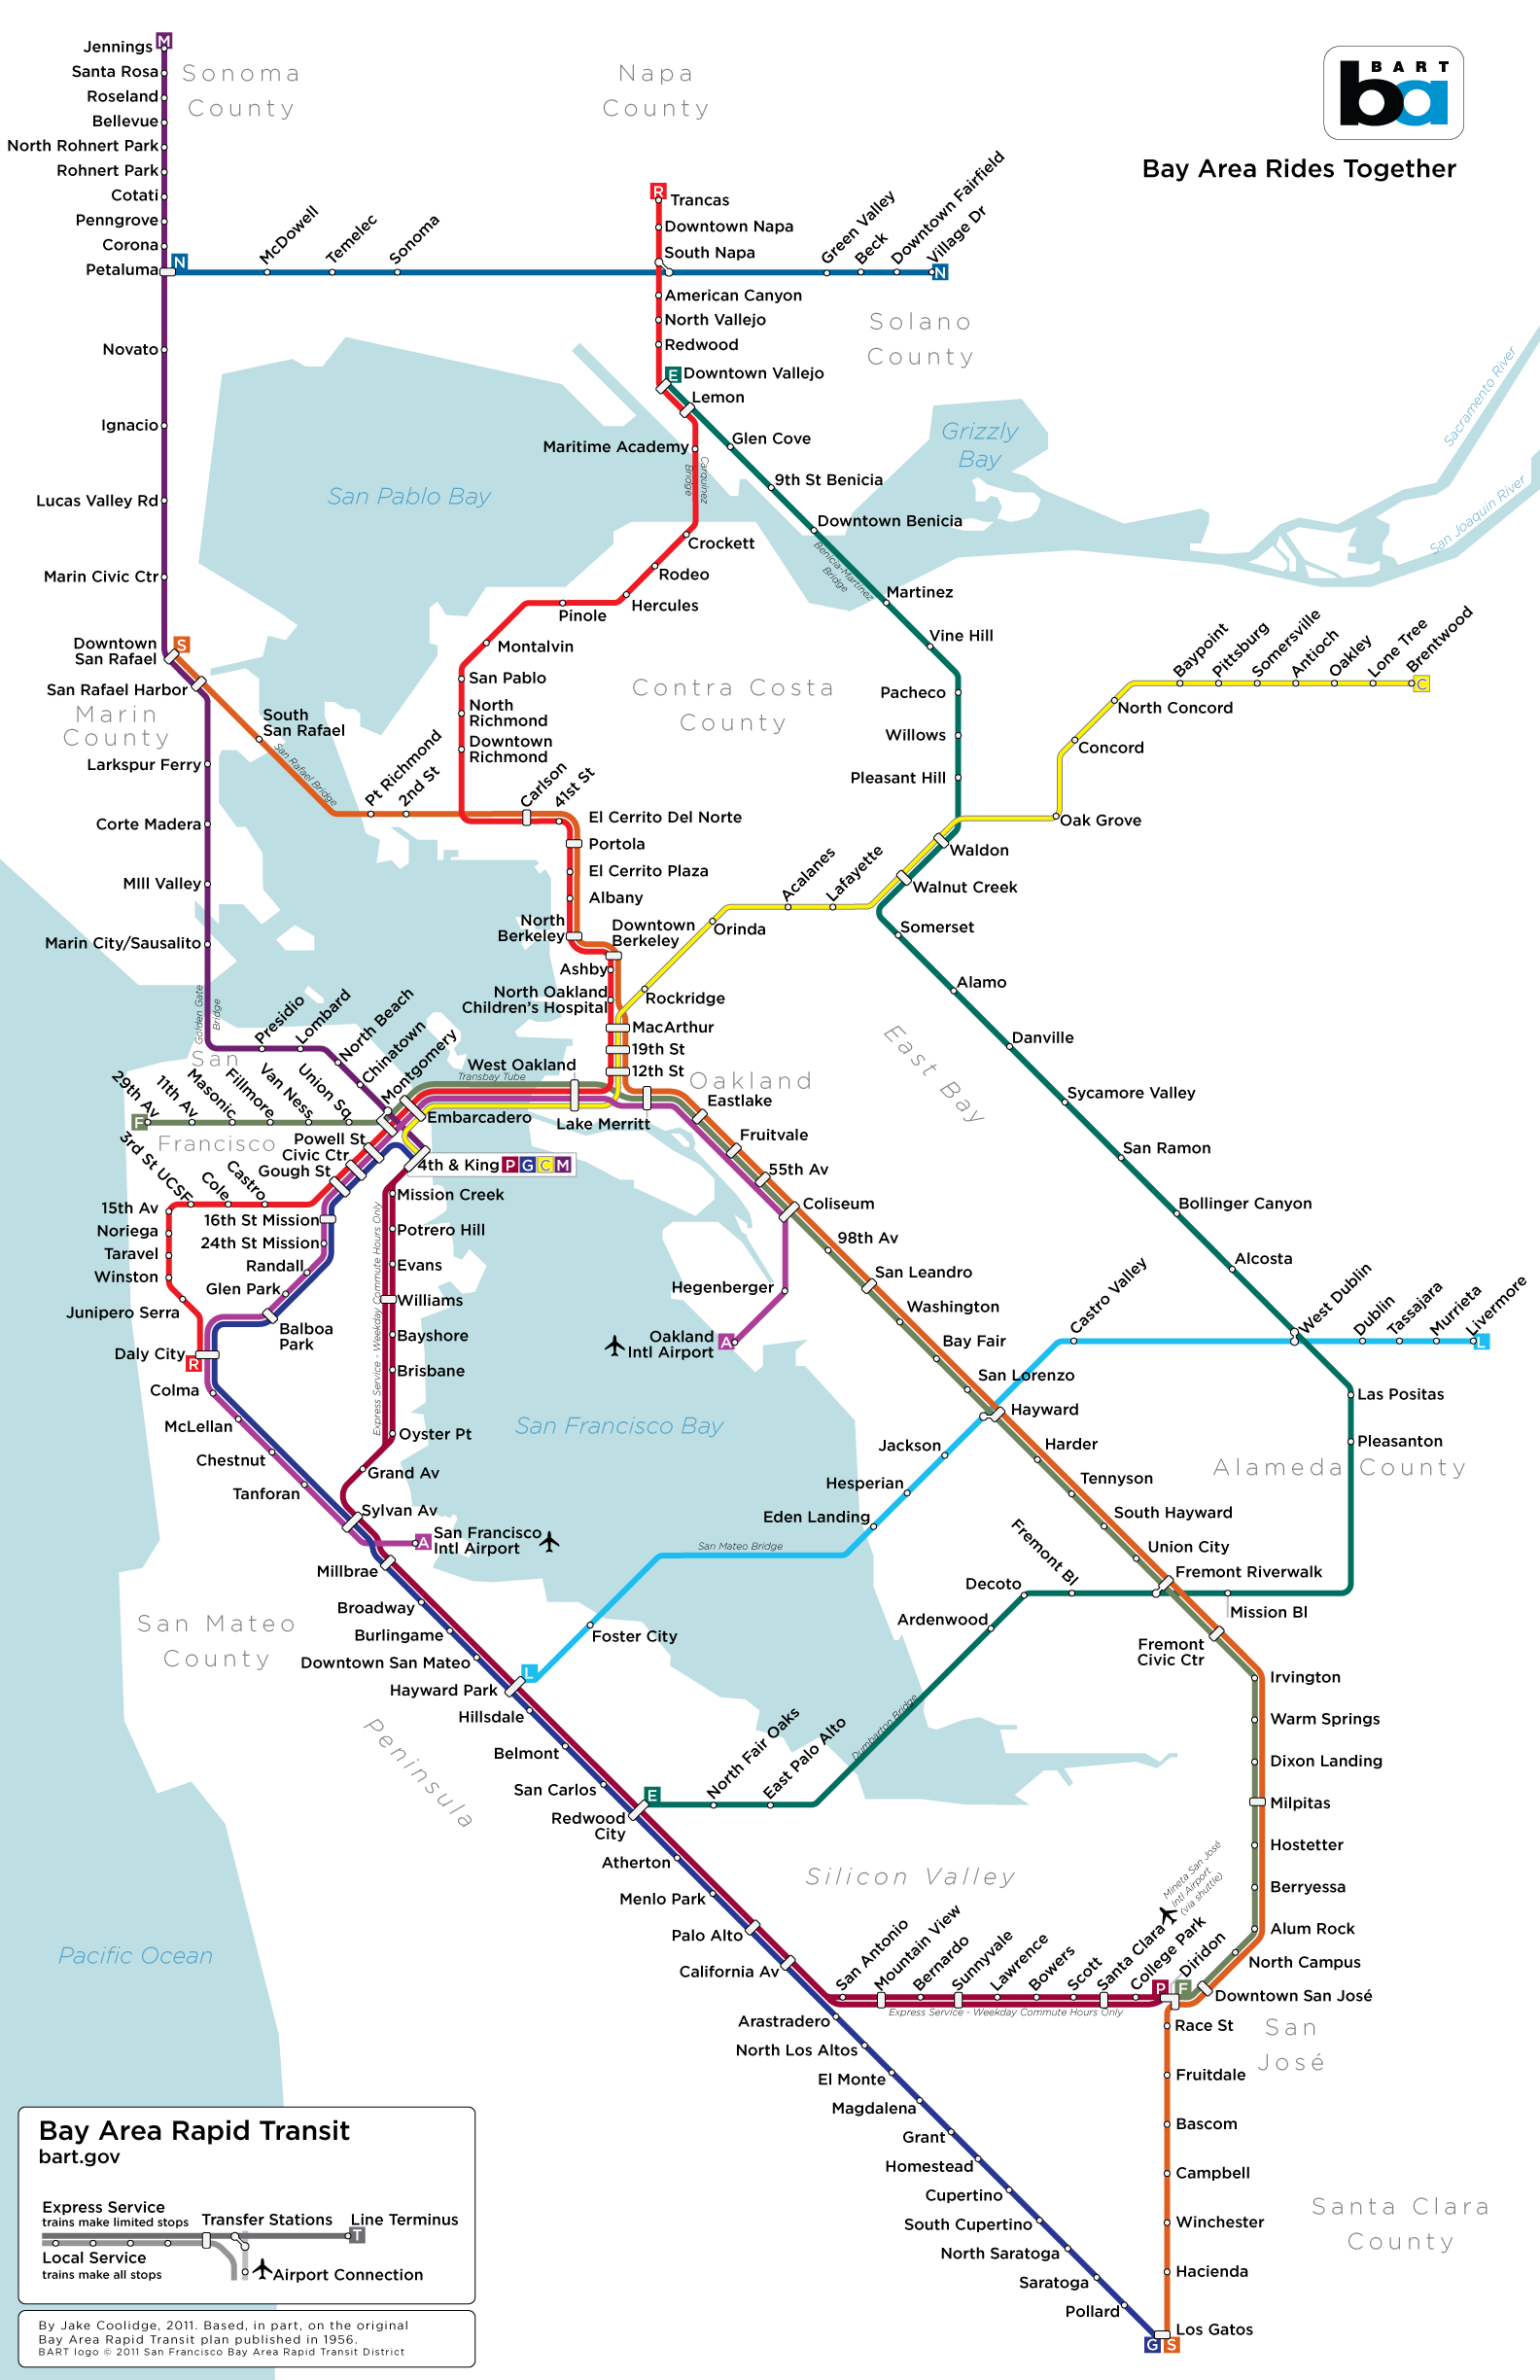 M
Jennings
Santa Rosa
Roseland
Bellevue
North Rohnert Park
Rohnert Park
Cotati
Penngrove
Corona
Petaluma
N
Sonoma
County
Napa
County
BART
ba
Bay Area Rides Together
McDowell
Temelec
Sonoma
R
Trancas
Downtown Napa
South Napa
Green Valley
Beck
Downtown Fairfield
Village Dr
N
American Canyon
North Vallejo
Redwood
Solano
County
Novato
Ignacio
Lucas Valley Rd
Marin Civic Ctr
E
Downtown Vallejo
Lemon
Maritime Academy
Carquinez
Bridge
Glen Cove
9th St Benicia
Downtown Benicia
Benicia-Martinez
Bridge
Grizzly
Bay
Sacramento River
San Joaquin River
San Pablo Bay
Crockett
Rodeo
Hercules
Pinole
Montalvin
San Pablo
North
Richmond
Downtown
Richmond
Martinez
Vine Hill
Pacheco
Willows
Pleasant Hill
Contra Costa
County
Baypoint
Pittsburg
Somersville
Antioch
Oakley
Lone Tree
Brentwood
C
North Concord
Concord
Oak Grove
Waldon
Walnut Creek
Downtown
San Rafael
S
San Rafael Harbor
Marin
County
South
San Rafael
San Rafael Bridge
Larkspur Ferry
Corte Madera
MIll Valley
Marin City/Sausalito
Golden Gate
Bridge
Pt Richmond
2nd St
Carlson
41st St
El Cerrito Del Norte
Portola
El Cerrito Plaza
Albany
North
Berkeley
Downtown
Berkeley
Ashby
North Oakland
Children's Hospital
MacArthur
19th St
12th St
Acalanes
Lafayette
Orinda
Rockridge
Somerset
Alamo
Danville
Sycamore Valley
San Ramon
Bollinger Canyon
Alcosta
East Bay
San
Francisco
Presidio
Lombard
North Beach
Chinatown
Montgomery
F
29th Av
11th Av
Masonic
Fillmore
Van Ness
Union Sq
Embarcadero
West Oakland
Transbay Tube
Lake Merritt
Oakland
Eastlake
Fruitvale
55th Av
Coliseum
98th Av
San Leandro
Washington
Bay Fair
San Lorenzo
Hayward
Harder
Tennyson
South Hayward
Union City
Fremont Riverwalk
Powell St
Civic Ctr
Gough St
4th & King P G C M
3rd St
UCSF
Cole
Castro
15th Av
Noriega
Taravel
Winston
Junipero Serra
16th St Mission
24th St Mission
Randall
Glen Park
Balboa
Park
Daly City
R
Colma
McLellan
Chestnut
Tanforan
Mission Creek
Potrero Hill
Evans
Williams
Bayshore
Brisbane
Oyster Pt
Grand Av
Sylvan Av
Express Service - Weekday Commute Hours Only
A
San Francisco
Intl Airport
Hegenberger
Oakland
Intl Airport
A
San Francisco Bay
Castro Valley
West Dublin
Dublin
Tassajara
Murrieta
Livermore
L
Las Positas
Pleasanton
Alameda County
Jackson
Hesperian
Eden Landing
San Mateo Bridge
Foster City
L
Millbrae
Broadway
Burlingame
Downtown San Mateo
Hayward Park
Hillsdale
Belmont
San Carlos
Redwood
City
San Mateo
County
Peninsula
Fremont Bl
Decoto
Ardenwood
Mission Bl
Fremont
Civic Ctr
Irvington
Warm Springs
Dixon Landing
Milpitas
Hostetter
Berryessa
Alum Rock
North Campus
Downtown San José
E
North Fair Oaks
East Palo Alto
Dumbarton Bridge
Atherton
Menlo Park
Palo Alto
California Av
Silicon Valley
San Antonio
Mountain View
Bernardo
Sunnyvale
Lawrence
Bowers
Scott
Santa Clara
College Park
Diridon
Mineta San José
Intl Airport
(via shuttle)
P
F
Express Service - Weekday Commute Hours Only
Arastradero
North Los Altos
El Monte
Magdalena
Grant
Homestead
Cupertino
South Cupertino
North Saratoga
Saratoga
Pollard
Race St
Fruitdale
Bascom
Campbell
Winchester
Hacienda
Los Gatos
G S
San
José
Santa Clara
County
Pacific Ocean
Bay Area Rapid Transit
bart.gov
Express Service
trains make limited stops
Transfer Stations
Line Terminus
T
Local Service
trains make all stops
Airport Connection
By Jake Coolidge, 2011. Based, in part, on the original
Bay Area Rapid Transit plan published in 1956.
BART logo © 2011 San Francisco Bay Area Rapid Transit District